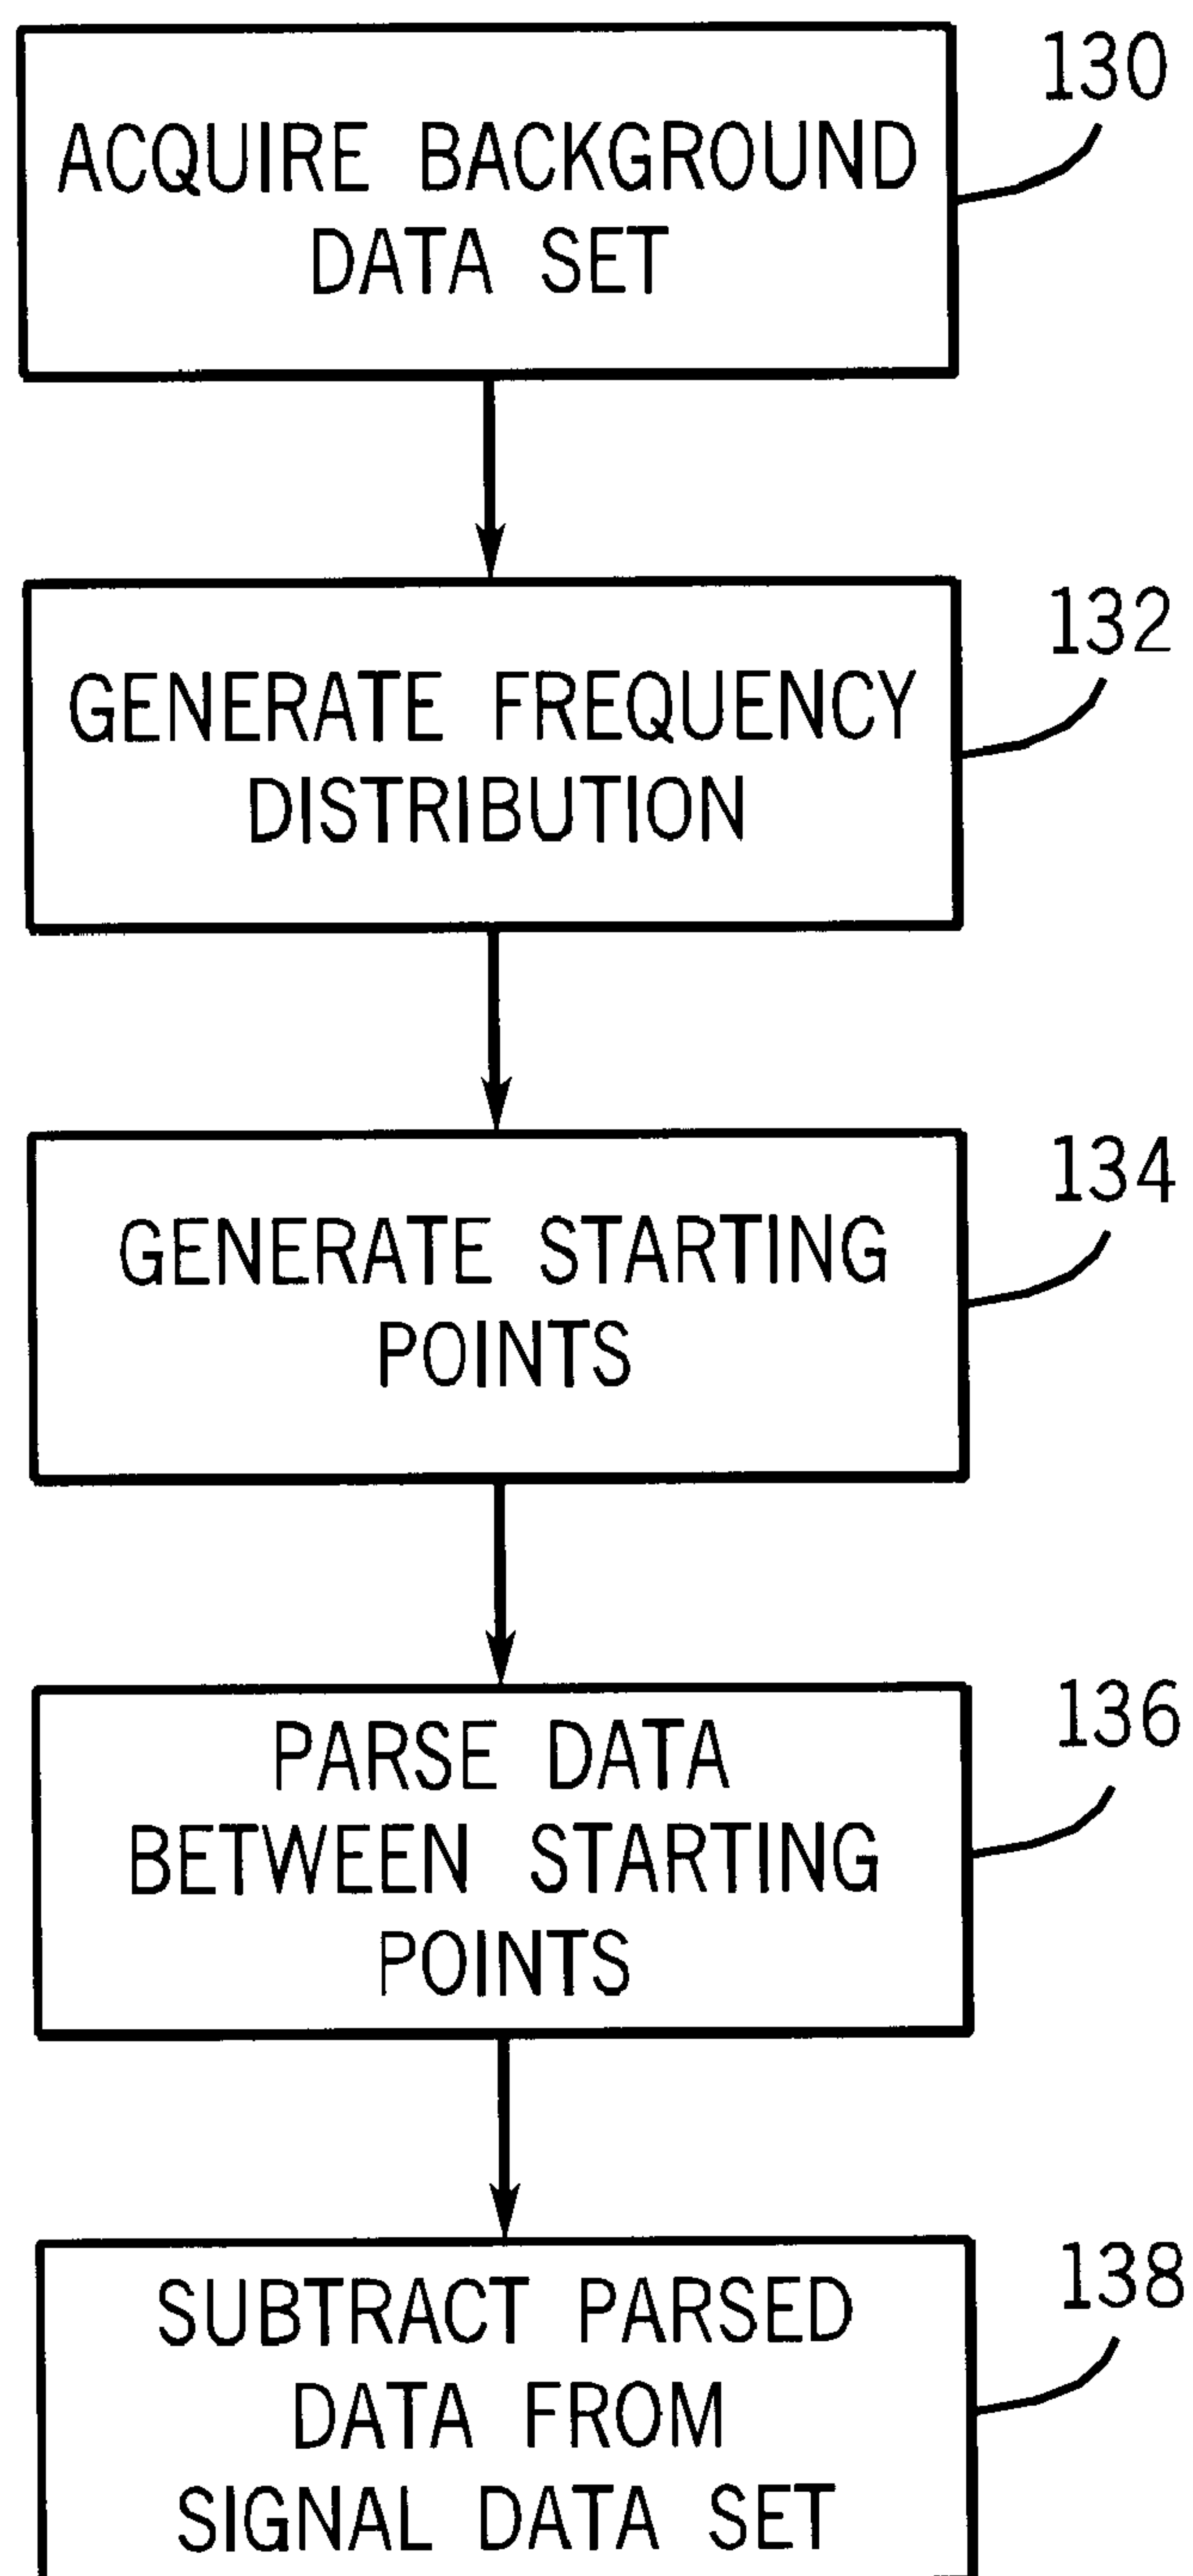 130
ACQUIRE BACKGROUND
DATA SET
132
GENERATE FREQUENCY
DISTRIBUTION
134
GENERATE STARTING
POINTS
136
PARSE DATA
BETWEEN STARTING
POINTS
138
SUBTRACT PARSED
DATA FROM
SIGNAL DATA SET